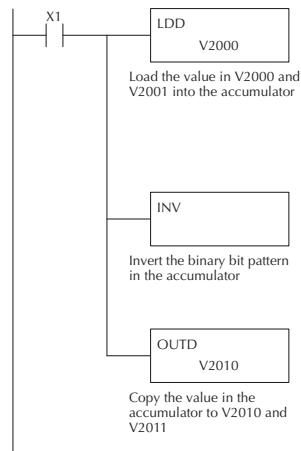 X1
LDD
V2000
Load the value in V2000 and
V2001 into the accumulator
INV
Invert the binary bit pattern
in the accumulator
OUTD
V2010
Copy the value in the
accumulator to V2010 and
V2011